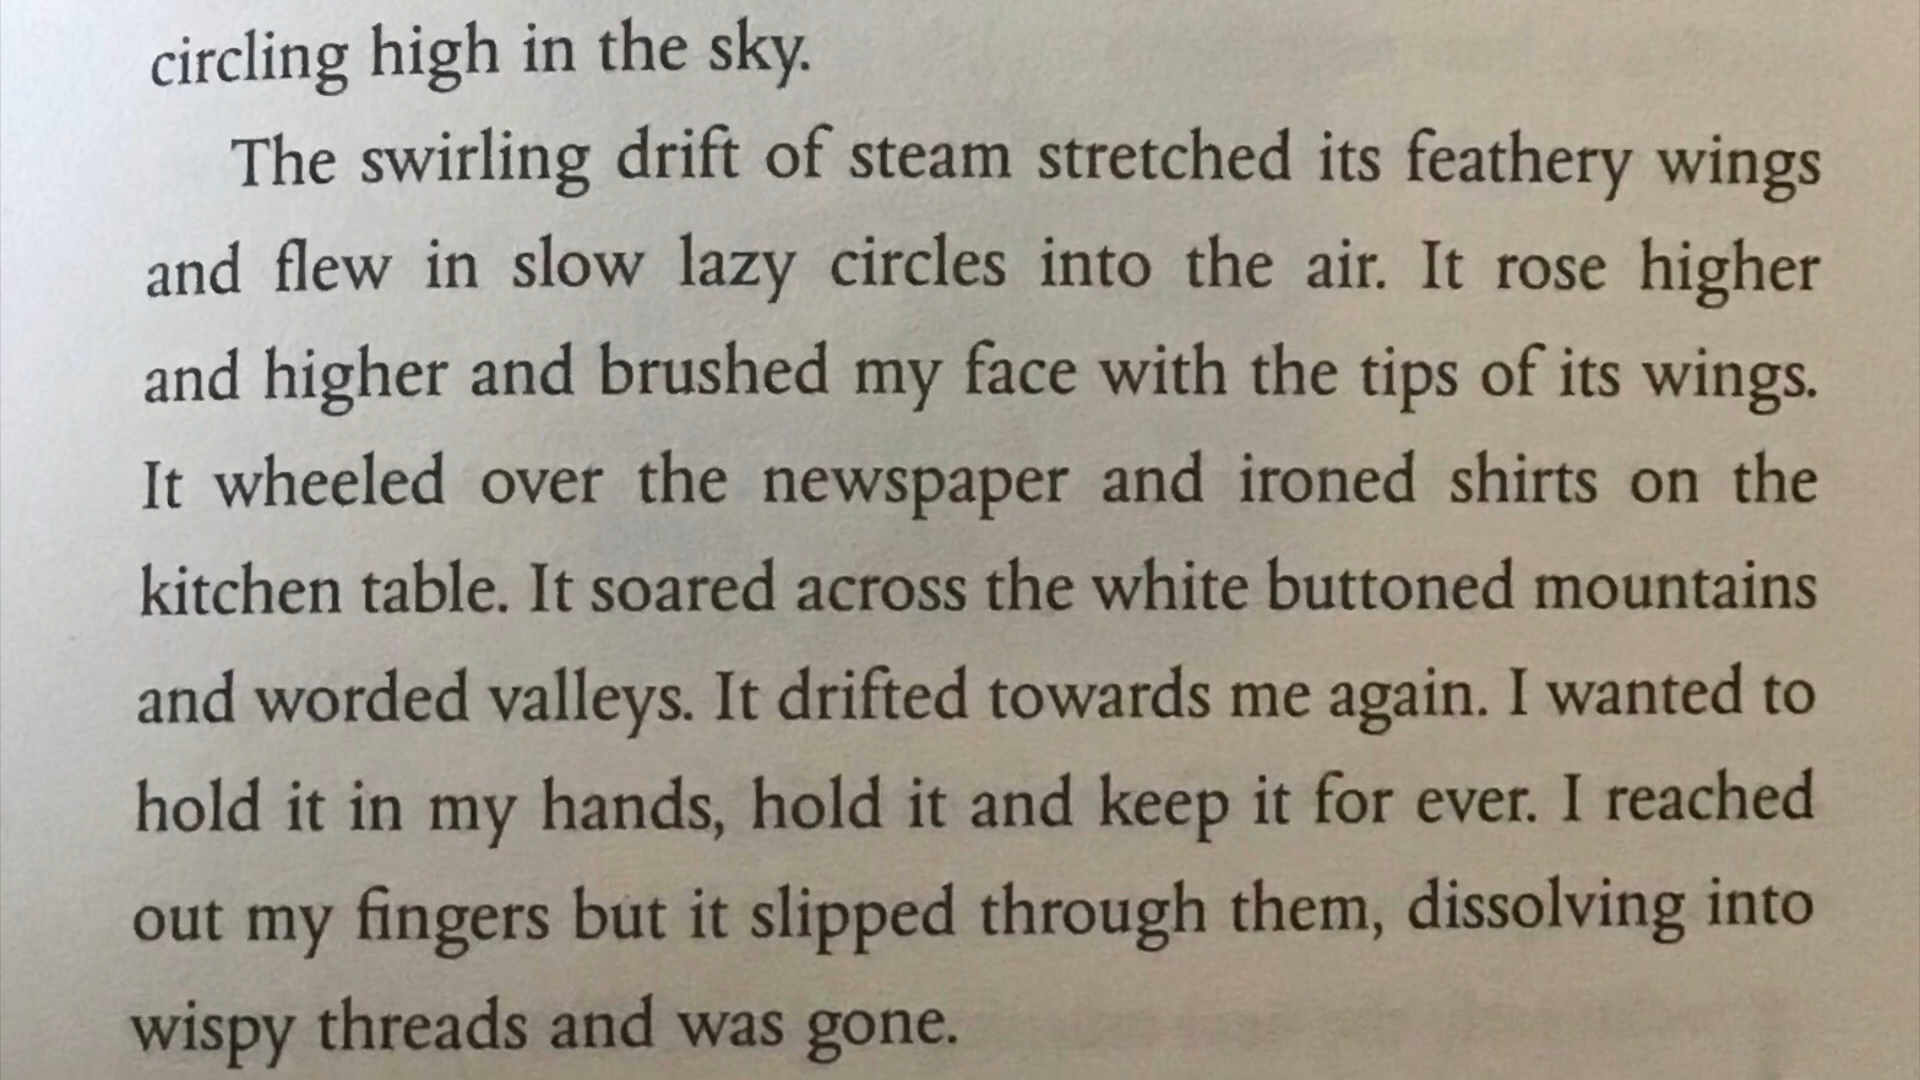 circling high in the sky.
The swirling drift of steam stretched its feathery wings
and flew in slow lazy circles into the air. It rose higher
and higher and brushed my face with the tips of its wings.
It wheeled over the newspaper and ironed shirts on the
kitchen table. It soared across the white buttoned mountains
and worded valleys. It drifted towards me again. I wanted to
hold it in my hands, hold it and keep it for ever. I reached
out my fingers but it slipped through them, dissolving into
wispy threads and was gone.